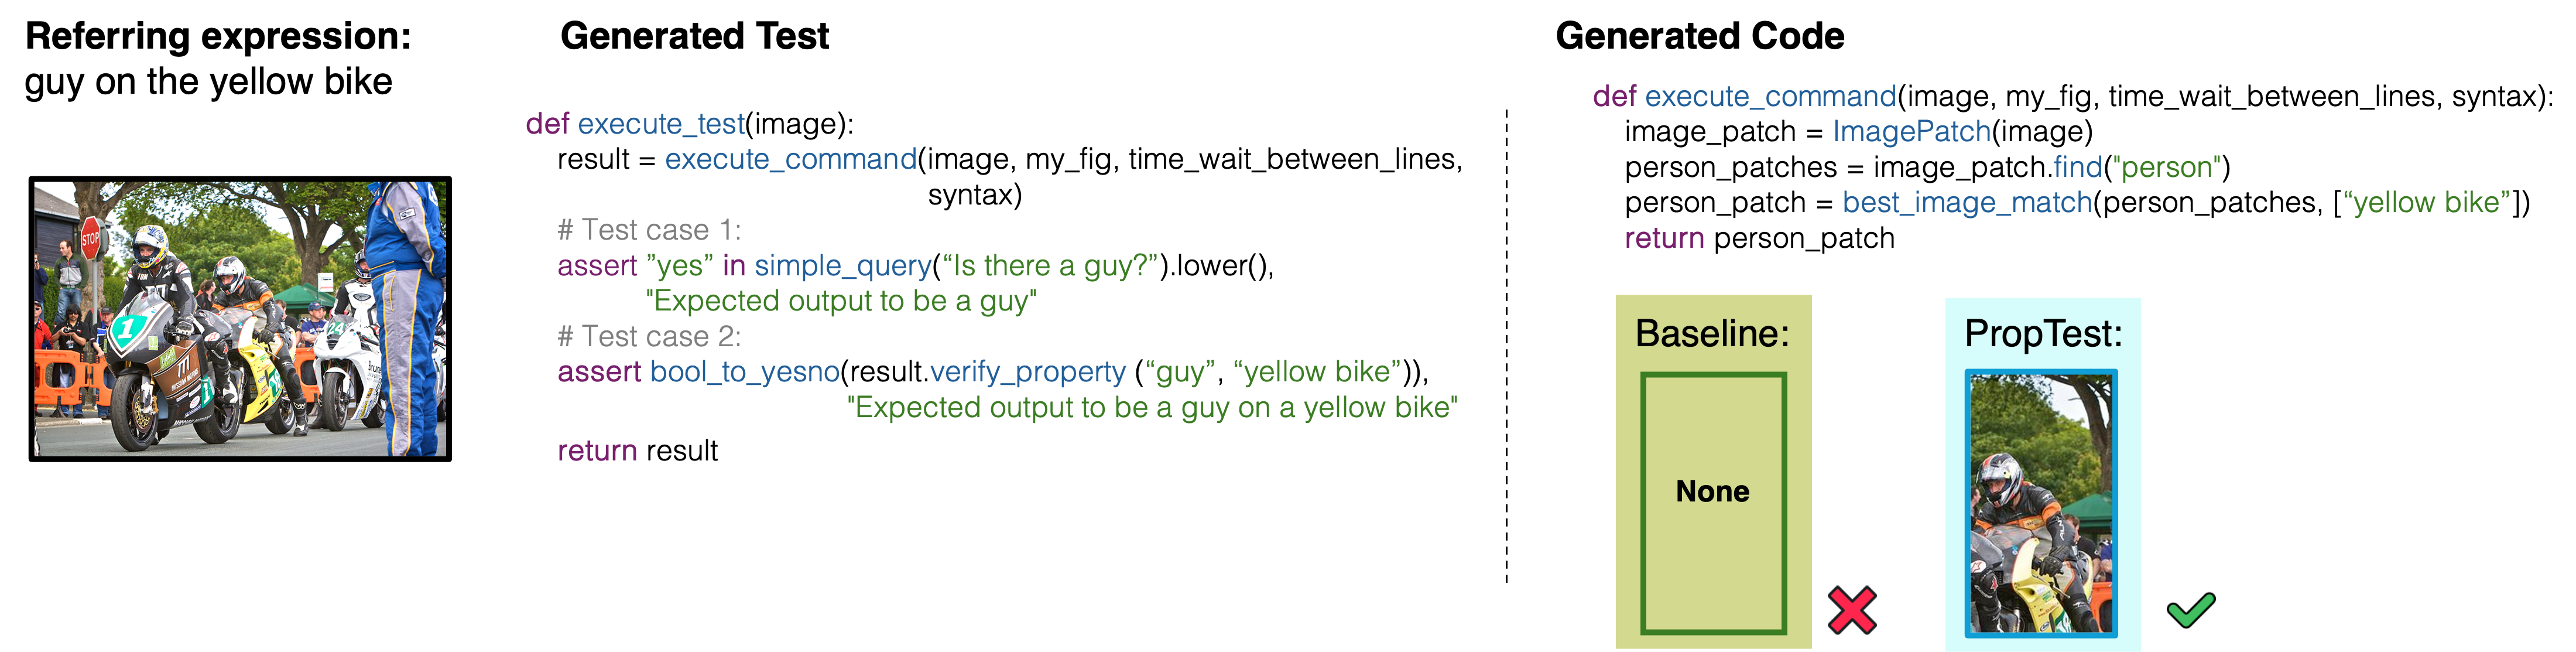 Referring expression:
guy on the yellow bike
STOP
1
24
Generated Test
def execute_test(image):
result = execute_command(image, my_fig, time_wait_between_lines,
syntax)
# Test case 1:
assert ”yes” in simple_query(“Is there a guy?”).lower(),
"Expected output to be a guy"
# Test case 2:
assert bool_to_yesno(result.verify_property (“guy”, “yellow bike”)),
"Expected output to be a guy on a yellow bike"
return result
Generated Code
def execute_command(image, my_fig, time_wait_between_lines, syntax):
image_patch = ImagePatch(image)
person_patches = image_patch.find("person")
person_patch = best_image_match(person_patches, [“yellow bike”])
return person_patch
Baseline:
None
PropTest: